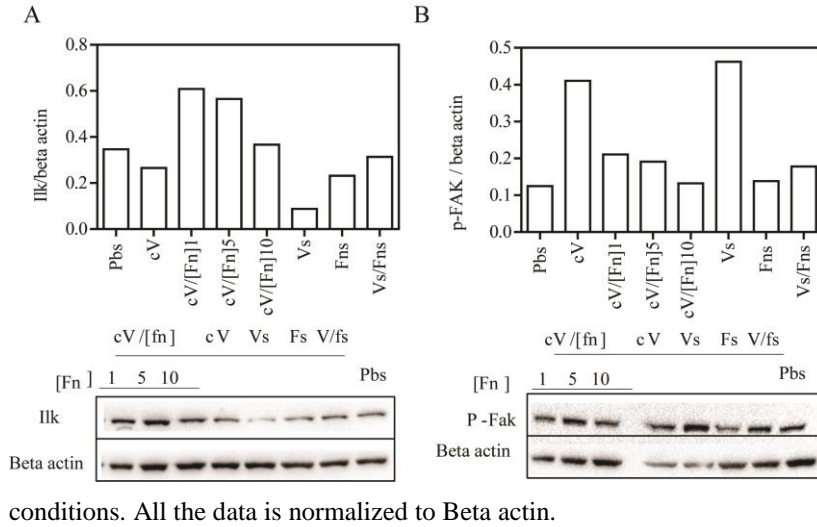 A
0.8
0.6
0.4
0.2
0.0
Ilk/beta actin
Pbs
cV
cV/[Fn]1
cV/[Fn]5
cV/[Fn]10
Vs
Fns
Vs/Fns
cV /[fn] cV Vs Fs V/fs
[Fn ] 1 5 10 Pbs
Ilk
Beta actin
B
0.5
0.4
0.3
0.2
0.1
0.0
p-FAK / beta actin
Pbs
cV
cV/[Fn]1
cV/[Fn]5
cV/[Fn]10
Vs
Fns
Vs/Fns
cV /[fn] c V Vs Fs V/fs
[Fn ] 1 5 10 Pbs
P -Fak
Beta actin
conditions. All the data is normalized to Beta actin.